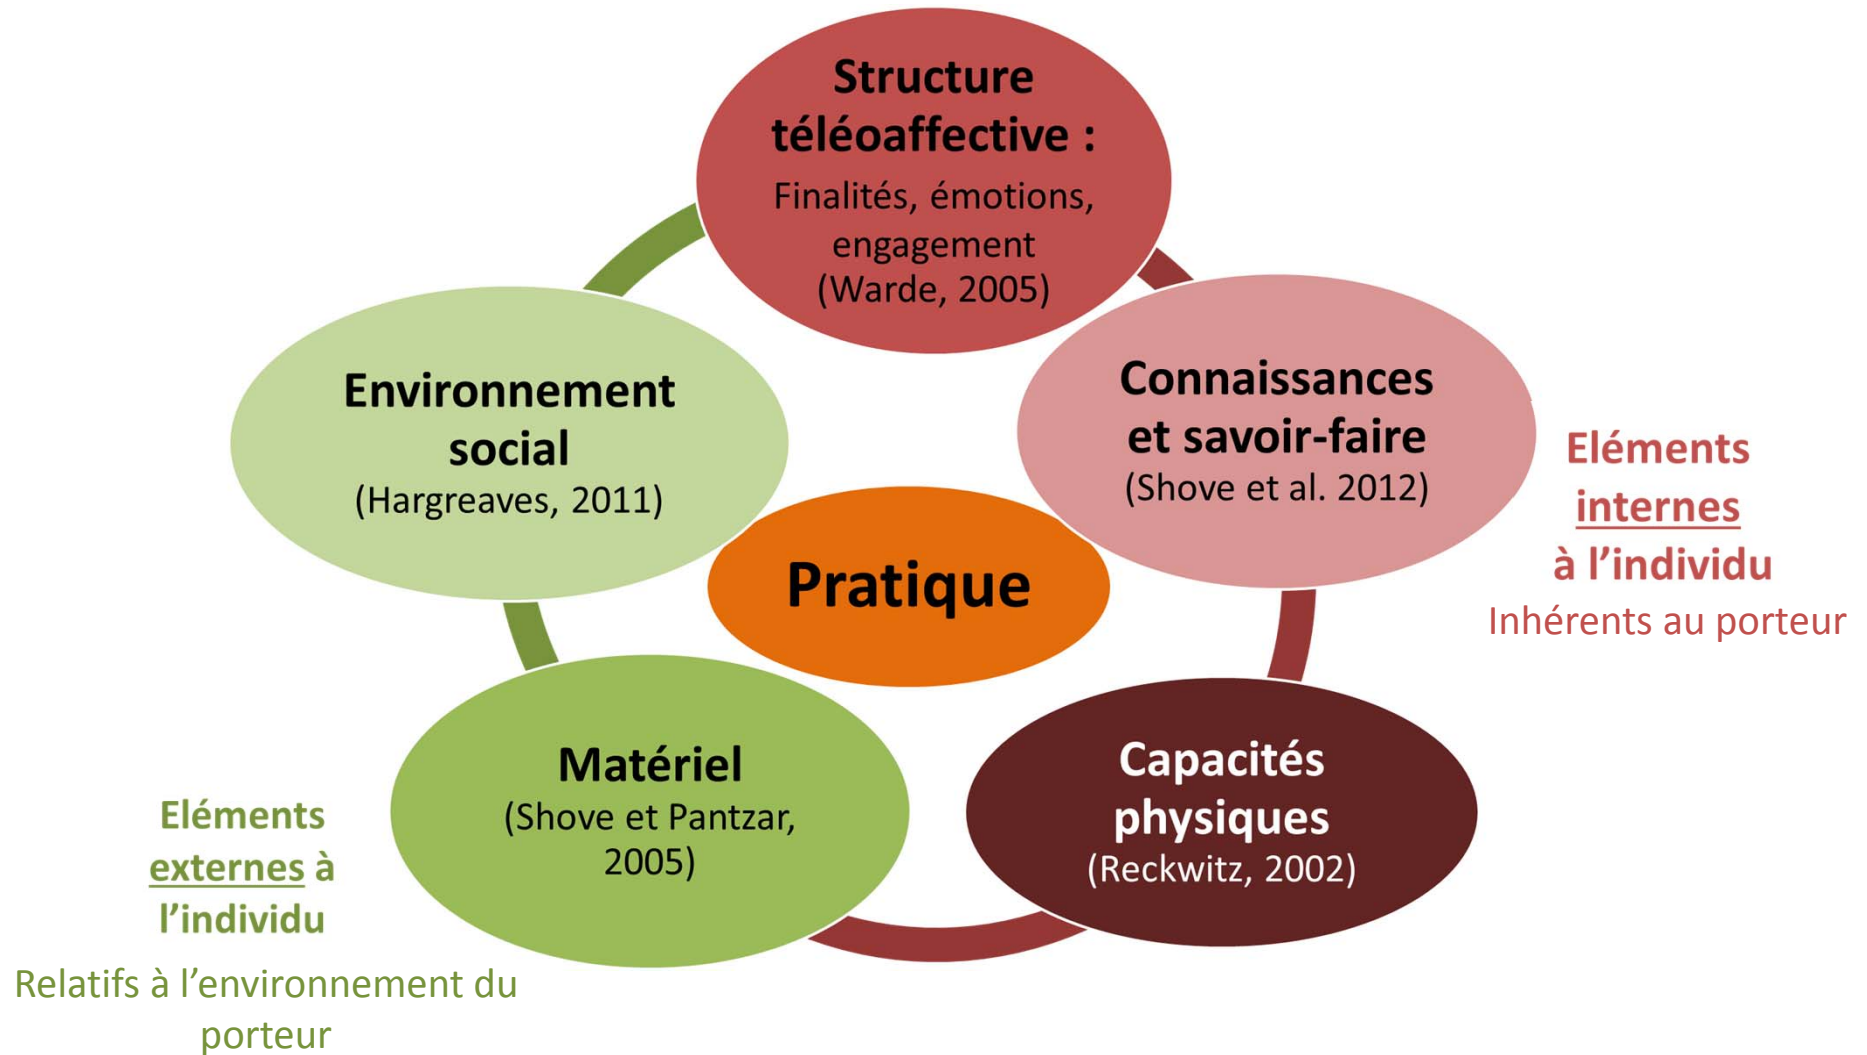 Structure
téléoaffective :
Finalités, émotions,
engagement
(Warde, 2005)
Environnement
social
(Hargreaves, 2011)
Connaissances
et savoir-faire
(Shove et al. 2012)
Eléments
internes
à l’individu
Inhérents au porteur
Pratique
Matériel
(Shove et Pantzar,
2005)
Capacités
physiques
(Reckwitz, 2002)
Eléments
externes à
l’individu
Relatifs à l’environnement du
porteur